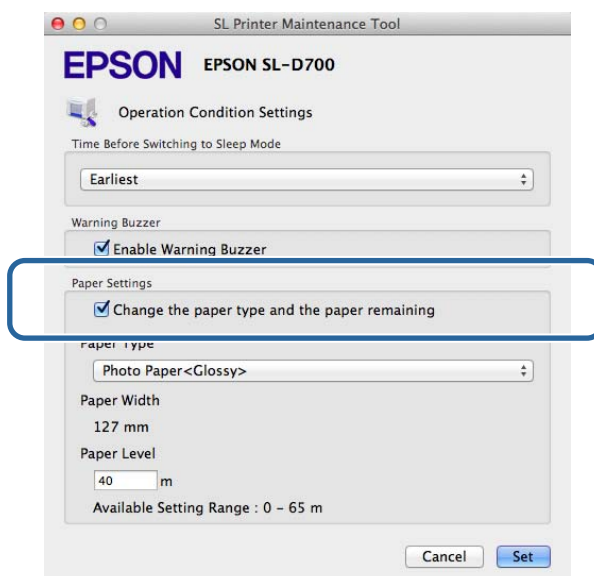 SL Printer Maintenance Tool
EPSON EPSON SL-D700
Operation Condition Settings
Time Before Switching to Sleep Mode
Earliest
Warning Buzzer
Enable Warning Buzzer
Paper Settings
Change the paper type and the paper remaining
Paper Type
Photo Paper<Glossy>
Paper Width
127 mm
Paper Level
40 m
Available Setting Range : 0 – 65 m
Cancel Set